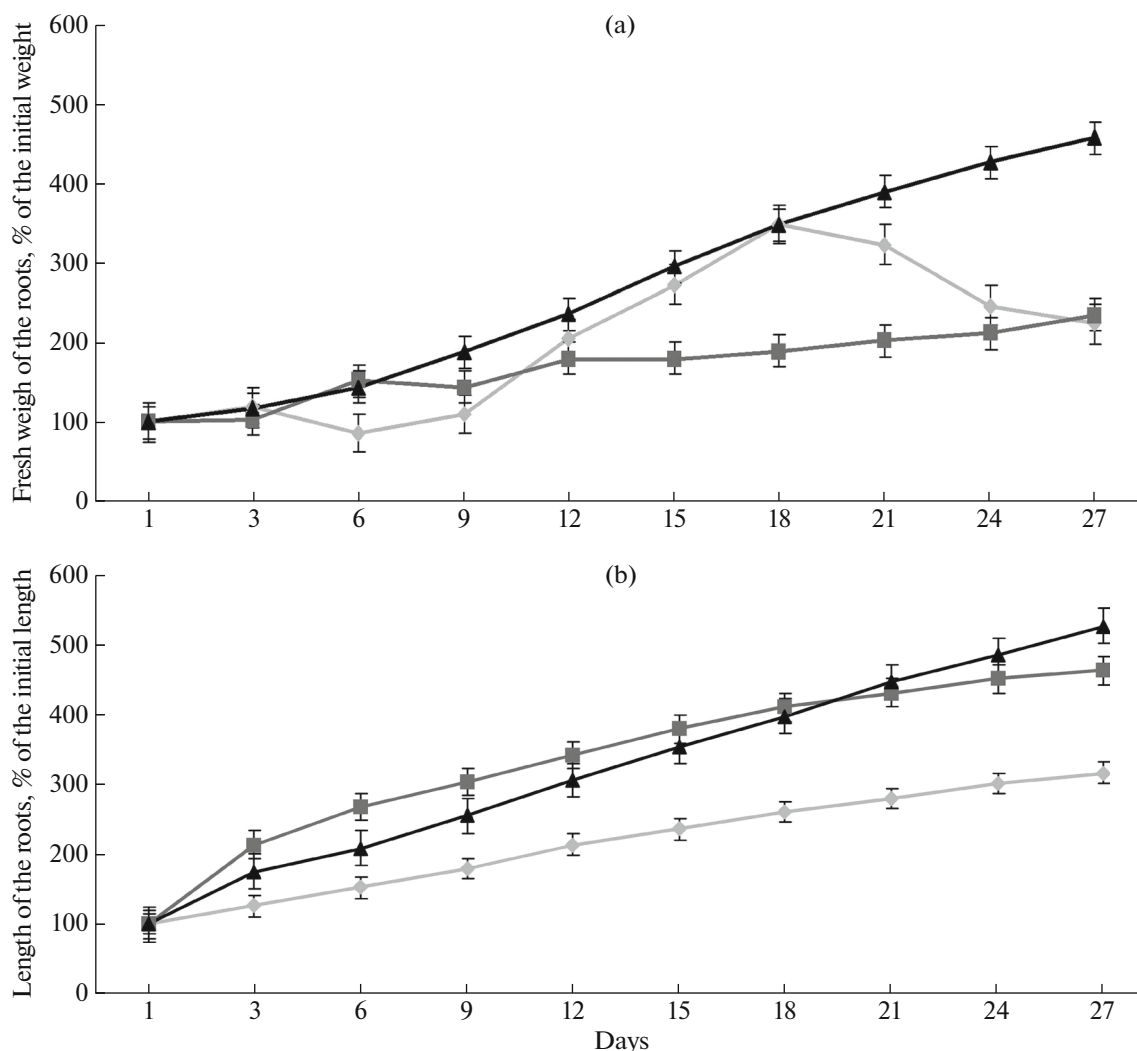 (a)
Fresh weigh of the roots, % of the initial weight
600
500
400
300
200
100
0
1 3 6 9 12 15 18 21 24 27
(b)
Length of the roots, % of the initial length
600
500
400
300
200
100
0
1 3 6 9 12 15 18 21 24 27
Days